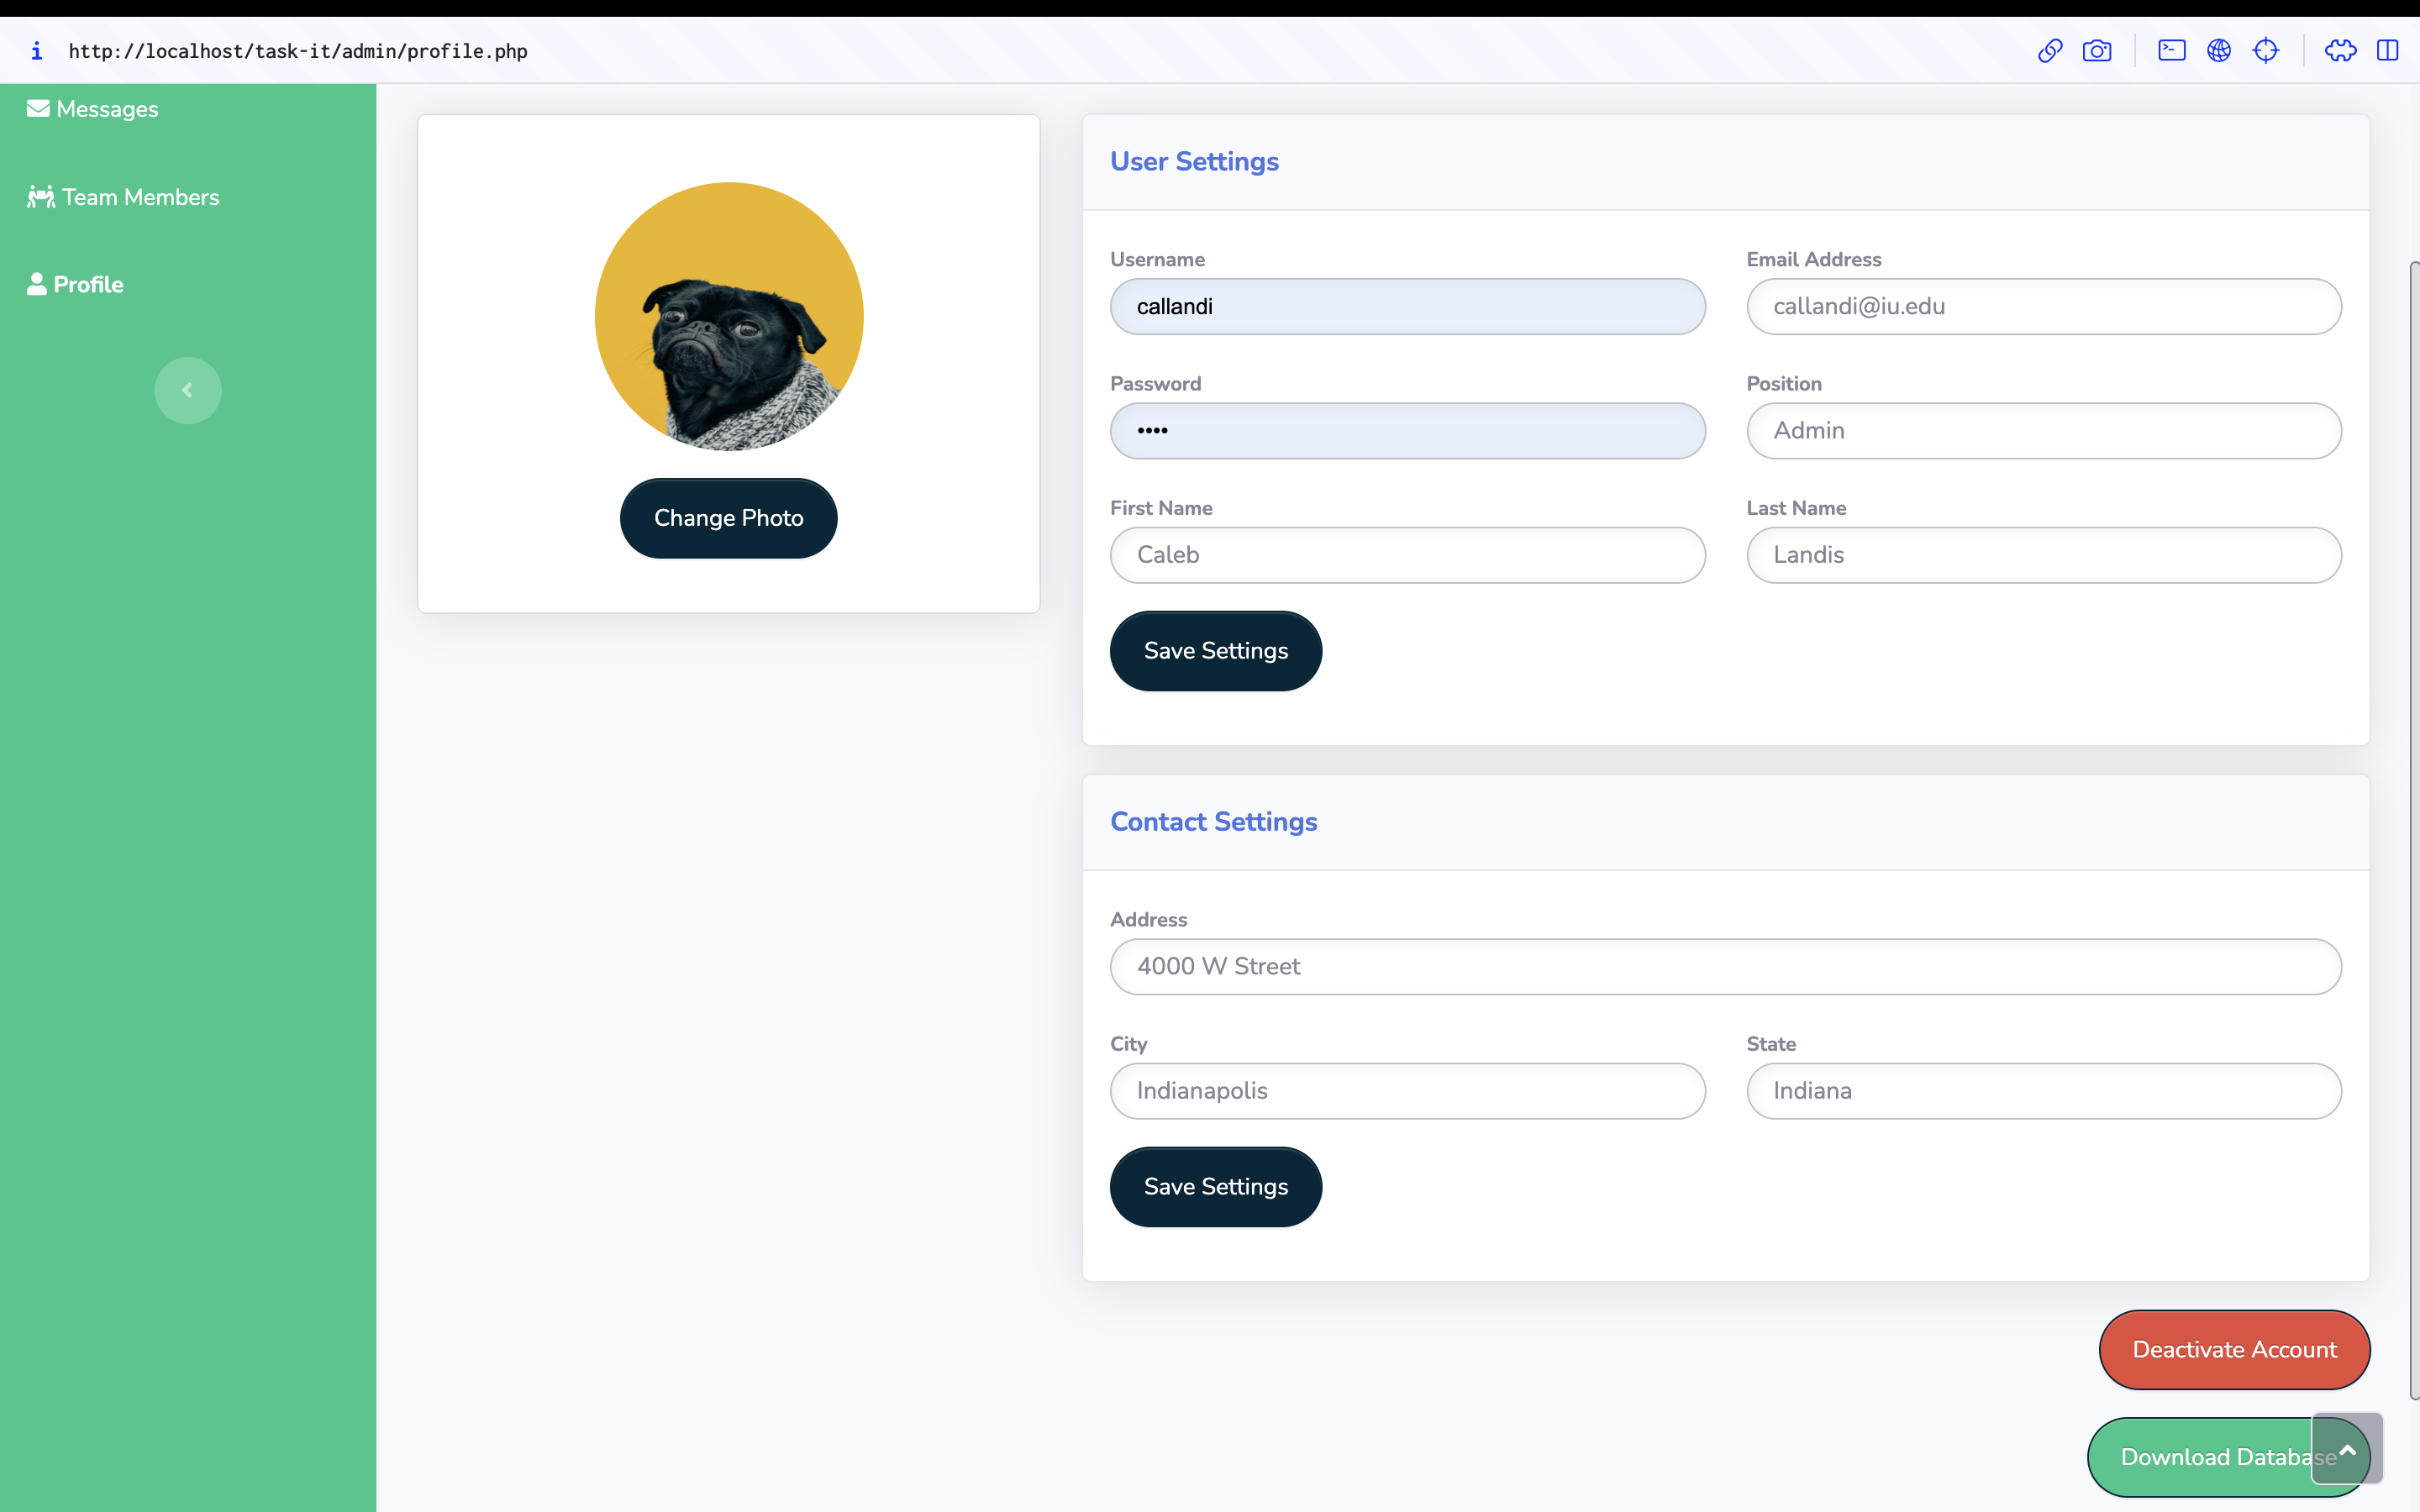 http://localhost/task-it/admin/profile.php
Messages
Team Members
Profile
Change Photo
User Settings
Username
callandi
Email Address
callandi@iu.edu
Password
••••
Position
Admin
First Name
Caleb
Last Name
Landis
Save Settings
Contact Settings
Address
4000 W Street
City
Indianapolis
State
Indiana
Save Settings
Deactivate Account
Download Database